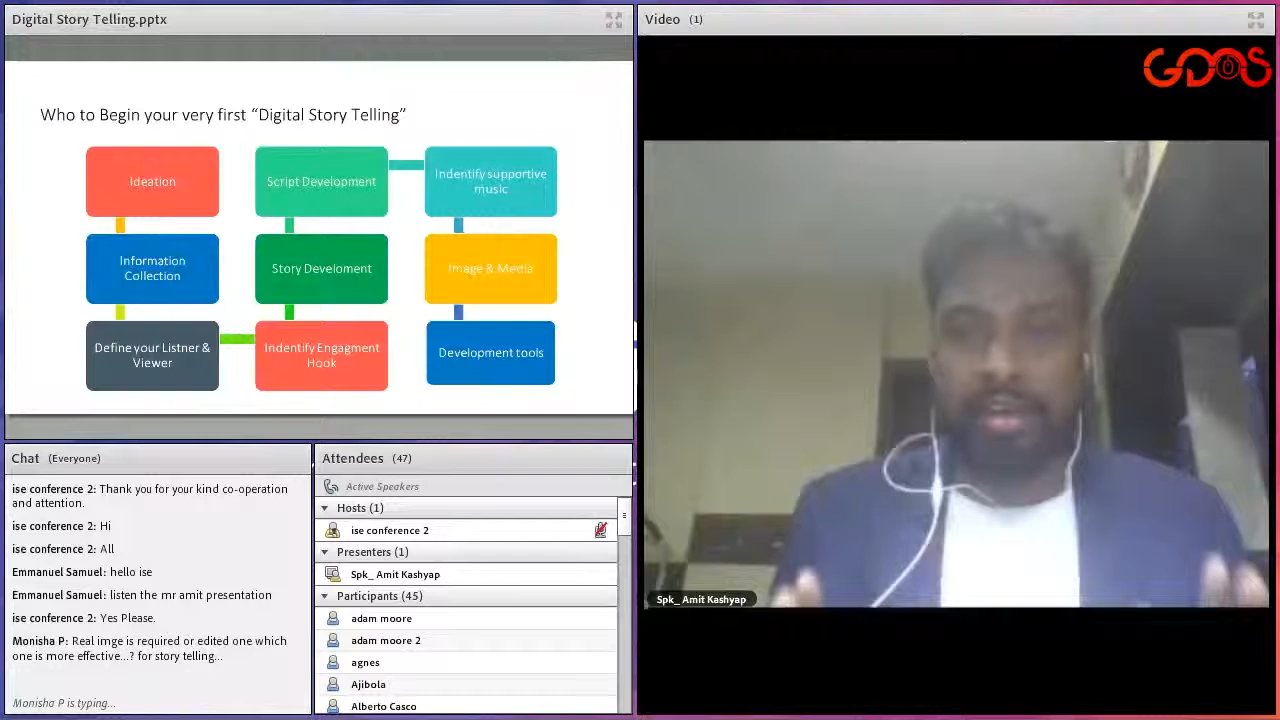 Digital Story Telling.pptx
Who to Begin your very first “Digital Story Telling”
Ideation
Script Development
Indentify supportive
music
Information
Collection
Story Develoment
Image & Media
Define your Listner &
Viewer
Indentify Engagment
Hook
Development tools
Chat (Everyone)
ise conference 2: Thank you for your kind co-operation
and attention.
ise conference 2: Hi
ise conference 2: All
Emmanuel Samuel: hello ise
Emmanuel Samuel: listen the mr amit presentation
ise conference 2: Yes Please.
Monisha P: Real imge is required or edited one which
one is more effective...? for story telling...
Monisha P is typing...
Attendees (47)
Active Speakers
Hosts (1)
ise conference 2
Presenters (1)
Spk_ Amit Kashyap
Participants (45)
adam moore
adam moore 2
agnes
Ajibola
Alberto Casco
Video (1)
Spk_ Amit Kashyap